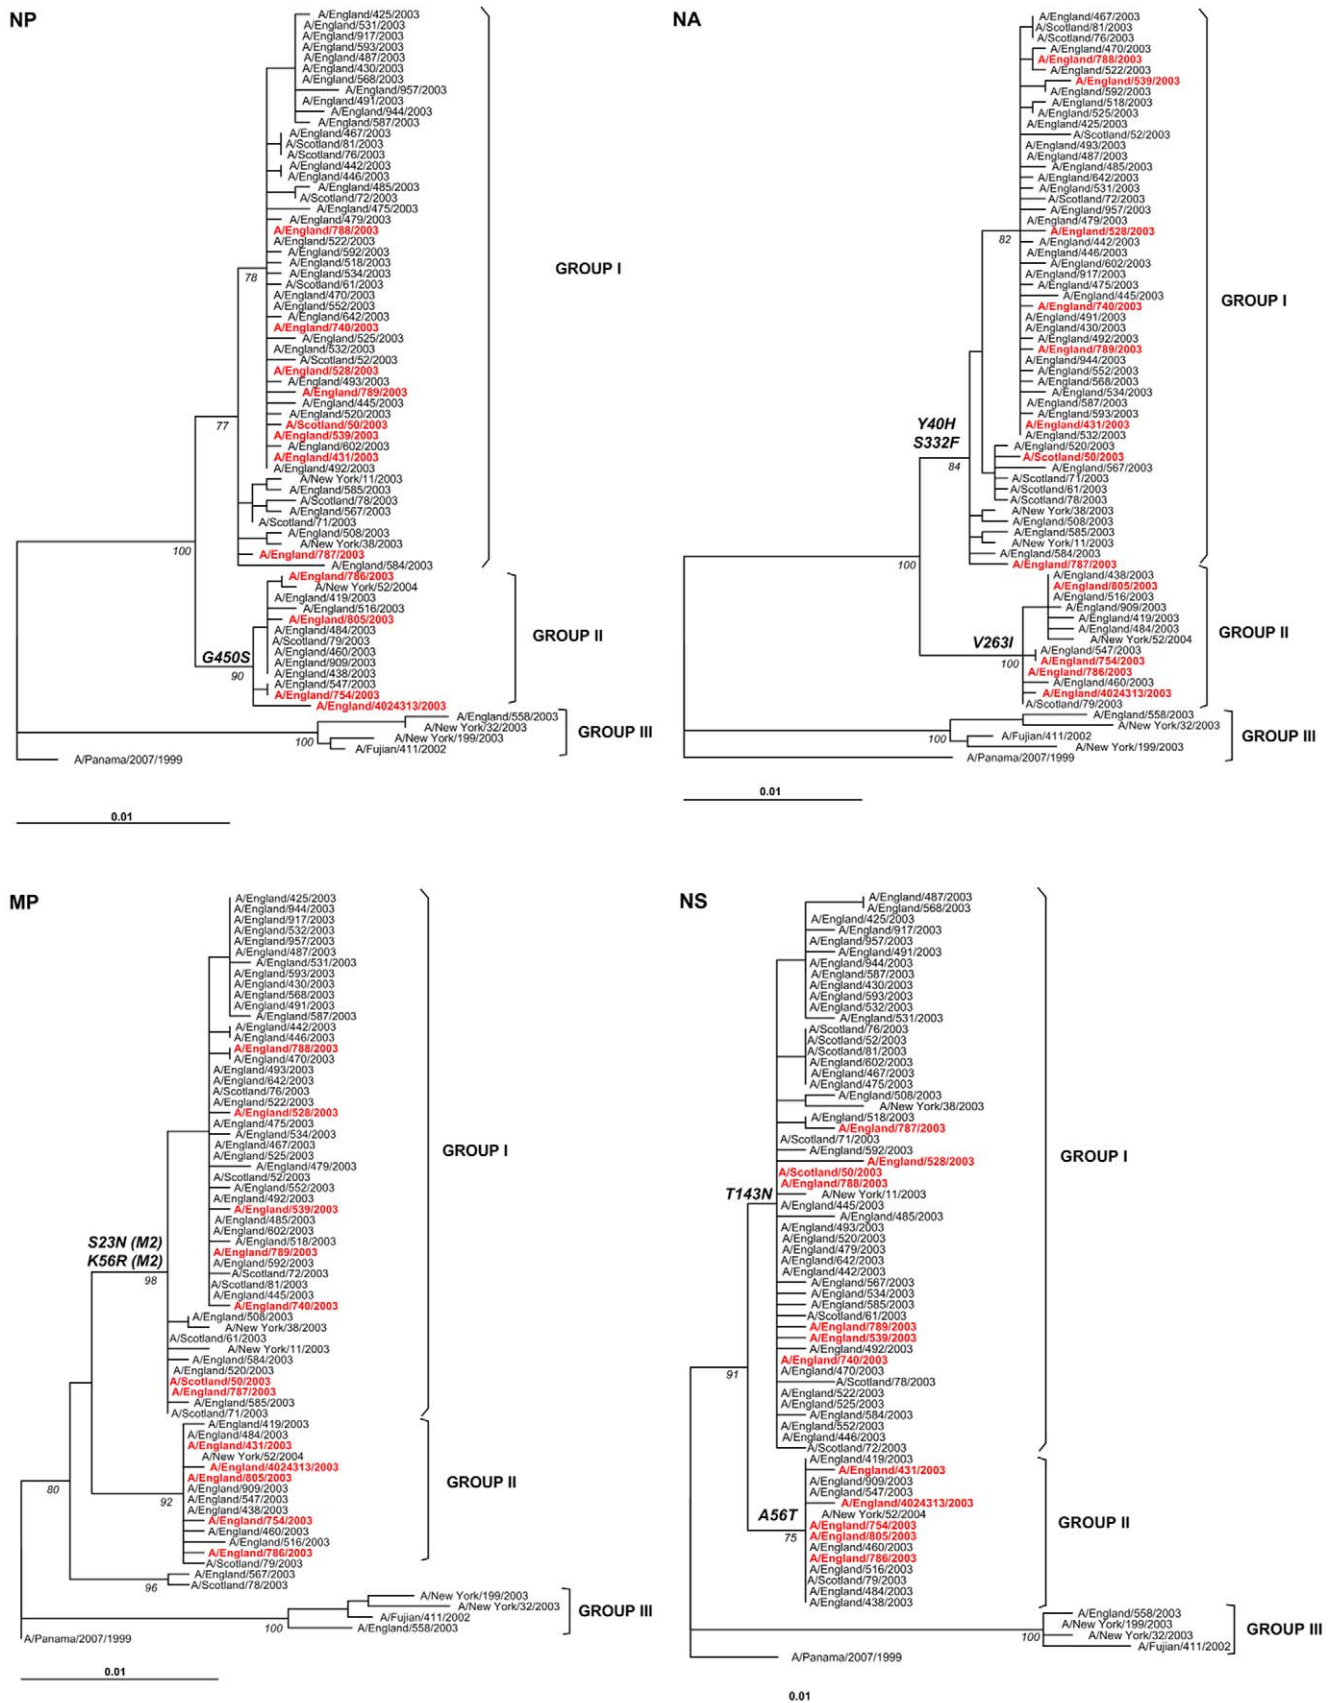 NP
A/England/425/2003
A/England/531/2003
A/England/917/2003
A/England/593/2003
A/England/487/2003
A/England/430/2003
A/England/568/2003
A/England/957/2003
A/England/491/2003
A/England/944/2003
A/England/587/2003
A/England/467/2003
A/Scotland/81/2003
A/Scotland/76/2003
A/England/442/2003
A/England/446/2003
A/England/485/2003
A/Scotland/72/2003
A/England/475/2003
A/England/479/2003
A/England/788/2003
A/England/522/2003
A/England/592/2003
A/England/518/2003
A/England/534/2003
A/Scotland/61/2003
A/England/470/2003
A/England/552/2003
A/England/642/2003
A/England/740/2003
A/England/525/2003
A/England/532/2003
A/Scotland/52/2003
A/England/528/2003
A/England/493/2003
A/England/789/2003
A/England/445/2003
A/England/520/2003
A/Scotland/50/2003
A/England/539/2003
A/England/602/2003
A/England/431/2003
A/England/492/2003
A/New York/11/2003
A/England/585/2003
A/Scotland/78/2003
A/England/567/2003
A/Scotland/71/2003
A/England/508/2003
A/New York/38/2003
A/England/787/2003
A/England/584/2003
A/England/786/2003
A/New York/52/2004
A/England/419/2003
A/England/516/2003
A/England/805/2003
A/England/484/2003
A/Scotland/79/2003
A/England/460/2003
A/England/909/2003
A/England/438/2003
A/England/547/2003
A/England/754/2003
A/England/4024313/2003
A/England/558/2003
A/New York/32/2003
A/New York/199/2003
A/Fujian/411/2002
A/Panama/2007/1999
78
77
100
G450S
90
100
GROUP I
GROUP II
GROUP III
0.01
NA
A/England/467/2003
A/Scotland/81/2003
A/Scotland/76/2003
A/England/470/2003
A/England/788/2003
A/England/522/2003
A/England/539/2003
A/England/592/2003
A/England/518/2003
A/England/525/2003
A/England/425/2003
A/Scotland/52/2003
A/England/493/2003
A/England/487/2003
A/England/485/2003
A/England/642/2003
A/England/531/2003
A/Scotland/72/2003
A/England/957/2003
A/England/479/2003
A/England/528/2003
A/England/442/2003
A/England/446/2003
A/England/602/2003
A/England/917/2003
A/England/475/2003
A/England/445/2003
A/England/740/2003
A/England/491/2003
A/England/430/2003
A/England/492/2003
A/England/789/2003
A/England/944/2003
A/England/552/2003
A/England/568/2003
A/England/534/2003
A/England/587/2003
A/England/593/2003
A/England/431/2003
A/England/532/2003
A/England/520/2003
A/Scotland/50/2003
A/England/567/2003
A/Scotland/71/2003
A/Scotland/61/2003
A/Scotland/78/2003
A/New York/38/2003
A/England/508/2003
A/England/585/2003
A/New York/11/2003
A/England/584/2003
A/England/787/2003
A/England/438/2003
A/England/805/2003
A/England/516/2003
A/England/909/2003
A/England/419/2003
A/England/484/2003
A/New York/52/2004
A/England/547/2003
A/England/754/2003
A/England/786/2003
A/England/460/2003
A/England/4024313/2003
A/Scotland/79/2003
A/England/558/2003
A/New York/32/2003
A/Fujian/411/2002
A/New York/199/2003
A/Panama/2007/1999
82
Y40H
S332F
84
100
V263I
100
100
GROUP I
GROUP II
GROUP III
0.01
MP
A/England/425/2003
A/England/944/2003
A/England/917/2003
A/England/532/2003
A/England/957/2003
A/England/487/2003
A/England/531/2003
A/England/593/2003
A/England/430/2003
A/England/568/2003
A/England/491/2003
A/England/587/2003
A/England/442/2003
A/England/446/2003
A/England/788/2003
A/England/470/2003
A/England/493/2003
A/England/642/2003
A/Scotland/76/2003
A/England/522/2003
A/England/528/2003
A/England/475/2003
A/England/534/2003
A/England/467/2003
A/England/525/2003
A/England/479/2003
A/Scotland/52/2003
A/England/552/2003
A/England/492/2003
A/England/539/2003
A/England/485/2003
A/England/602/2003
A/England/518/2003
A/England/789/2003
A/England/592/2003
A/Scotland/72/2003
A/Scotland/81/2003
A/England/445/2003
A/England/740/2003
A/England/508/2003
A/New York/38/2003
A/Scotland/61/2003
A/New York/11/2003
A/England/584/2003
A/England/520/2003
A/Scotland/50/2003
A/England/787/2003
A/England/585/2003
A/Scotland/71/2003
A/England/419/2003
A/England/484/2003
A/England/431/2003
A/New York/52/2004
A/England/4024313/2003
A/England/805/2003
A/England/909/2003
A/England/547/2003
A/England/438/2003
A/England/754/2003
A/England/460/2003
A/England/516/2003
A/England/786/2003
A/Scotland/79/2003
A/England/567/2003
A/Scotland/78/2003
A/New York/199/2003
A/New York/32/2003
A/Fujian/411/2002
A/England/558/2003
A/Panama/2007/1999
S23N (M2)
K56R (M2)
98
80
92
96
100
GROUP I
GROUP II
GROUP III
0.01
NS
A/England/487/2003
A/England/568/2003
A/England/425/2003
A/England/917/2003
A/England/957/2003
A/England/491/2003
A/England/944/2003
A/England/587/2003
A/England/430/2003
A/England/593/2003
A/England/532/2003
A/England/531/2003
A/Scotland/76/2003
A/Scotland/52/2003
A/Scotland/81/2003
A/England/602/2003
A/England/467/2003
A/England/475/2003
A/England/508/2003
A/New York/38/2003
A/England/518/2003
A/England/787/2003
A/Scotland/71/2003
A/England/592/2003
A/England/528/2003
A/Scotland/50/2003
A/England/788/2003
A/New York/11/2003
A/England/445/2003
A/England/485/2003
A/England/493/2003
A/England/520/2003
A/England/479/2003
A/England/642/2003
A/England/442/2003
A/England/567/2003
A/England/534/2003
A/England/585/2003
A/Scotland/61/2003
A/England/789/2003
A/England/539/2003
A/England/492/2003
A/England/740/2003
A/England/470/2003
A/Scotland/78/2003
A/England/522/2003
A/England/525/2003
A/England/584/2003
A/England/552/2003
A/England/446/2003
A/Scotland/72/2003
A/England/419/2003
A/England/431/2003
A/England/909/2003
A/England/547/2003
A/England/4024313/2003
A/New York/52/2004
A/England/754/2003
A/England/805/2003
A/England/460/2003
A/England/786/2003
A/England/516/2003
A/Scotland/79/2003
A/England/484/2003
A/England/438/2003
A/England/558/2003
A/New York/199/2003
A/New York/32/2003
A/Fujian/411/2002
A/Panama/2007/1999
T143N
91
A56T
75
100
GROUP I
GROUP II
GROUP III
0.01